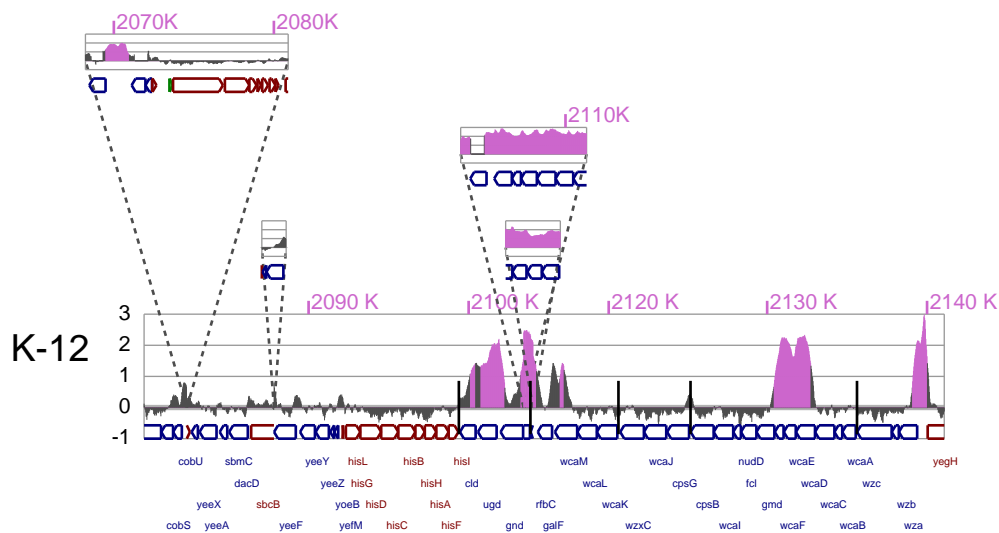 2070K 2080K
2110K
2090 K 2100 K 2120 K 2130 K 2140 K
K-12
3
2
1
0
-1
cobU sbmC yeeY hisL hisB hisI wcaM wcaJ nudD wcaE wcaA yegH
dacD yeeZ hisG hisH cld wcaL cpsG fcl wcaD wzc
yeeX sbcB yoeB hisD hisA ugd rfbC wcaK cpsB gmd wcaC wzb
cobS yeeA yeeF yefM hisC hisF gnd galF wzxC wcaI wcaF wcaB wza